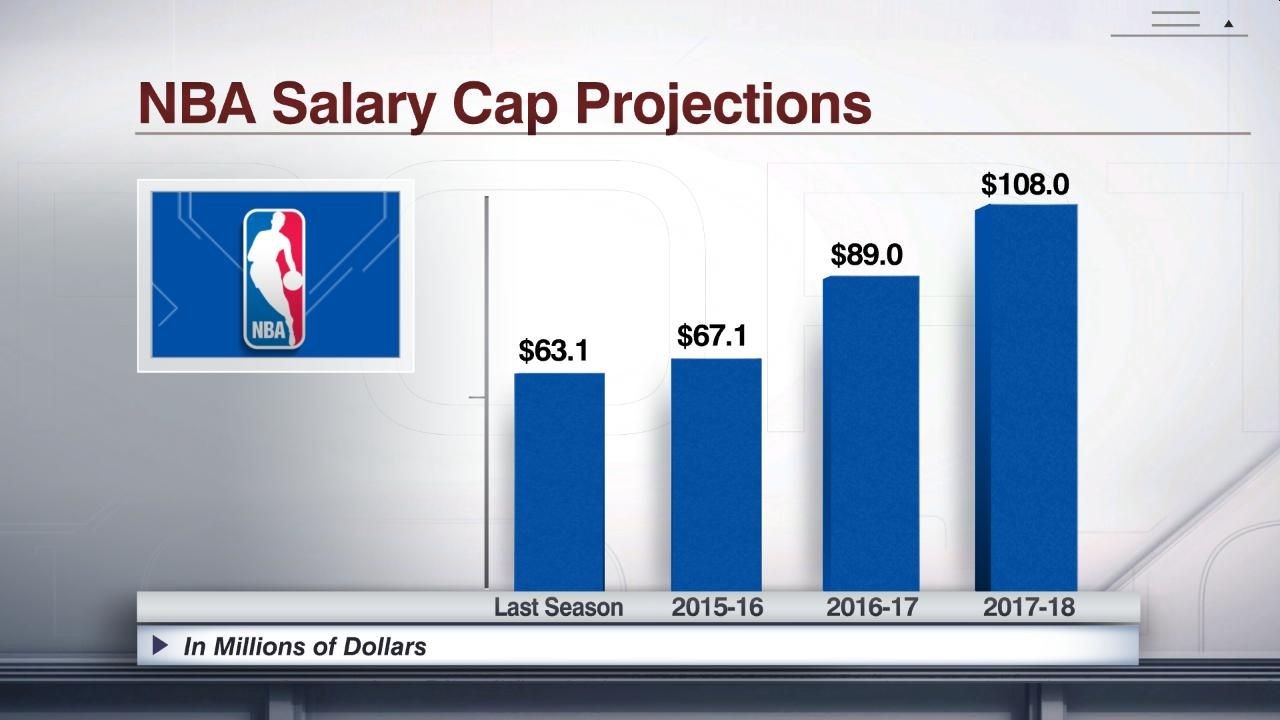 NBA Salary Cap Projections
NBA
$63.1
$67.1
$89.0
$108.0
Last Season
2015-16
2016-17
2017-18
In Millions of Dollars